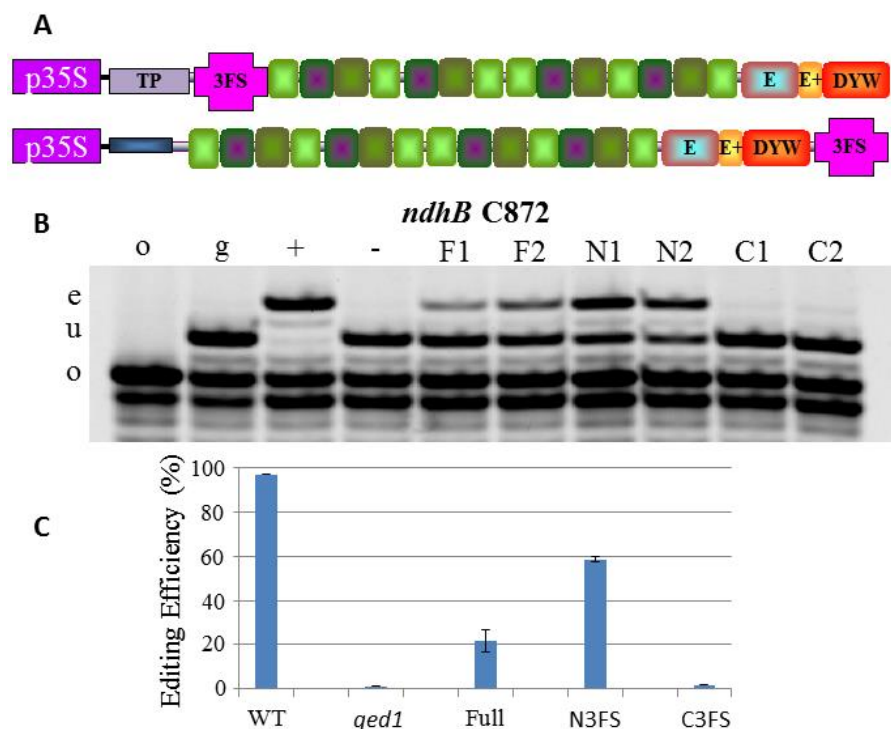 A
p35S TP 3FS E E+ DYW
p35S E E+ DYW 3FS
B
ndhB C872
o g + - F1 F2 N1 N2 C1 C2
e
u
o
C
Editing Efficiency (%)
100
80
60
40
20
0
WT qed1 Full N3FS C3FS